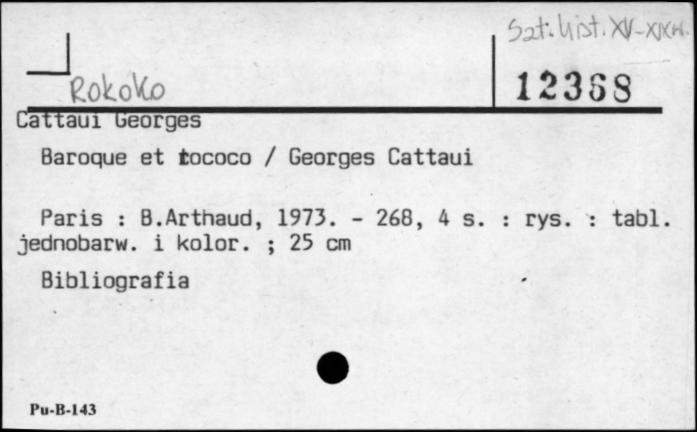 Szt. hist. XV-XIX w.
Rokoko
12368
Cattaui Georges
Baroque et rococo / Georges Cattaui
Paris : B.Arthaud, 1973. - 268, 4 s. : rys. : tabl.
jednobarw. i kolor. ; 25 cm
Bibliografia
Pu-B-143